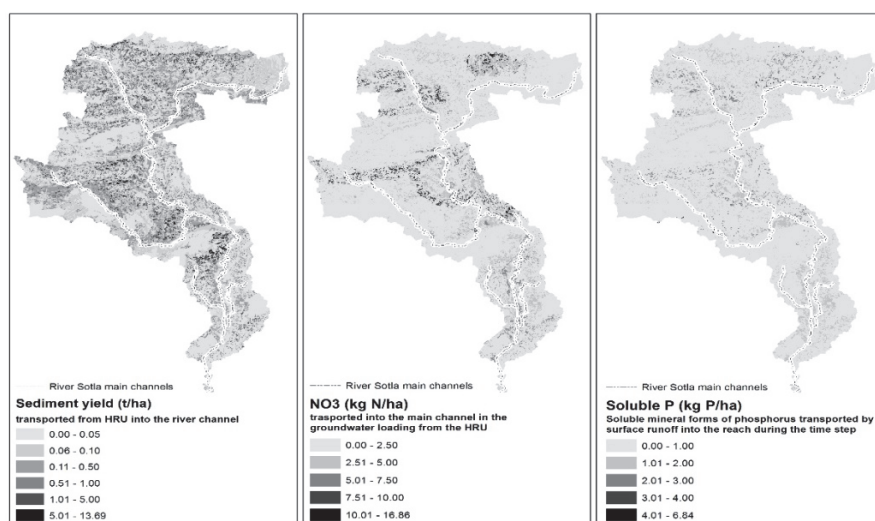 River Sotla main channels
Sediment yield (t/ha)
transported from HRU into the river channel
0.00 - 0.05
0.06 - 0.10
0.11 - 0.50
0.51 - 1.00
1.01 - 5.00
5.01 - 13.69
River Sotla main channels
NO3 (kg N/ha)
trasported into the main channel in the
groundwater loading from the HRU
0.00 - 2.50
2.51 - 5.00
5.01 - 7.50
7.51 - 10.00
10.01 - 16.86
River Sotla main channels
Soluble P (kg P/ha)
Soluble mineral forms of phosphorus transported by
surface runoff into the reach during the time step
0.00 - 1.00
1.01 - 2.00
2.01 - 3.00
3.01 - 4.00
4.01 - 6.84